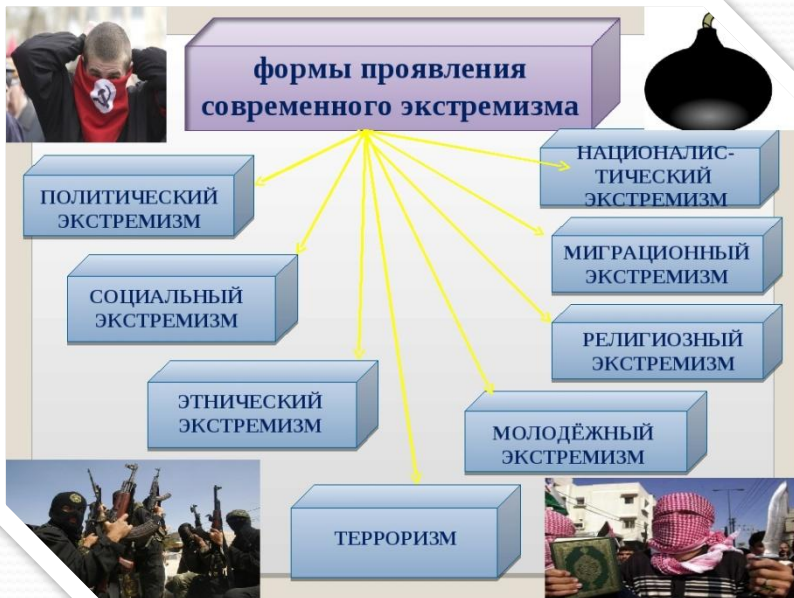 формы проявления
современного экстремизма
НАЦИОНАЛИС-
ТИЧЕСКИЙ
ЭКСТРЕМИЗМ
ПОЛИТИЧЕСКИЙ
ЭКСТРЕМИЗМ
МИГРАЦИОННЫЙ
ЭКСТРЕМИЗМ
СОЦИАЛЬНЫЙ
ЭКСТРЕМИЗМ
РЕЛИГИОЗНЫЙ
ЭКСТРЕМИЗМ
ЭТНИЧЕСКИЙ
ЭКСТРЕМИЗМ
МОЛОДЁЖНЫЙ
ЭКСТРЕМИЗМ
ТЕРРОРИЗМ